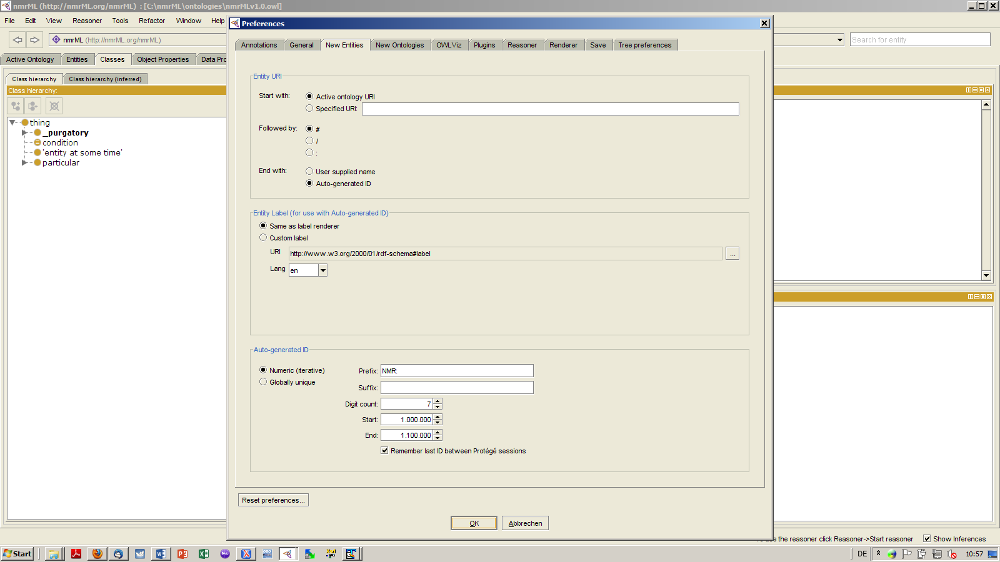 nmrML (http://nmrML.org/nmrML) : [C:\nmrML\ontologies\nmrMLv1.0.owl]
File Edit View Reasoner Tools Refactor Window Help
Preferences
nmrML (http://nmrML.org/nmrML)
Search for entity
Annotations General New Entities New Ontologies OWLViz Plugins Reasoner Renderer Save Tree preferences
Active Ontology Entities Classes Object Properties Data Pro
Class hierarchy Class hierarchy (inferred)
Class hierarchy:
thing
_purgatory
condition
'entity at some time'
particular
Entity URI
Start with: Active ontology URI
Specified URI:
Followed by: #
/
:
End with: User supplied name
Auto-generated ID
Entity Label (for use with Auto-generated ID)
Same as label renderer
Custom label
URI http://www.w3.org/2000/01/rdf-schema#label ...
Lang en
Auto-generated ID
Numeric (iterative) Prefix: NMR:
Globally unique
Suffix:
Digit count: 7
Start: 1.000.000
End: 1.100.000
Remember last ID between Protégé sessions
Reset preferences...
OK Abbrechen
use the reasoner click Reasoner->Start reasoner Show Inferences
Start DE 10:57